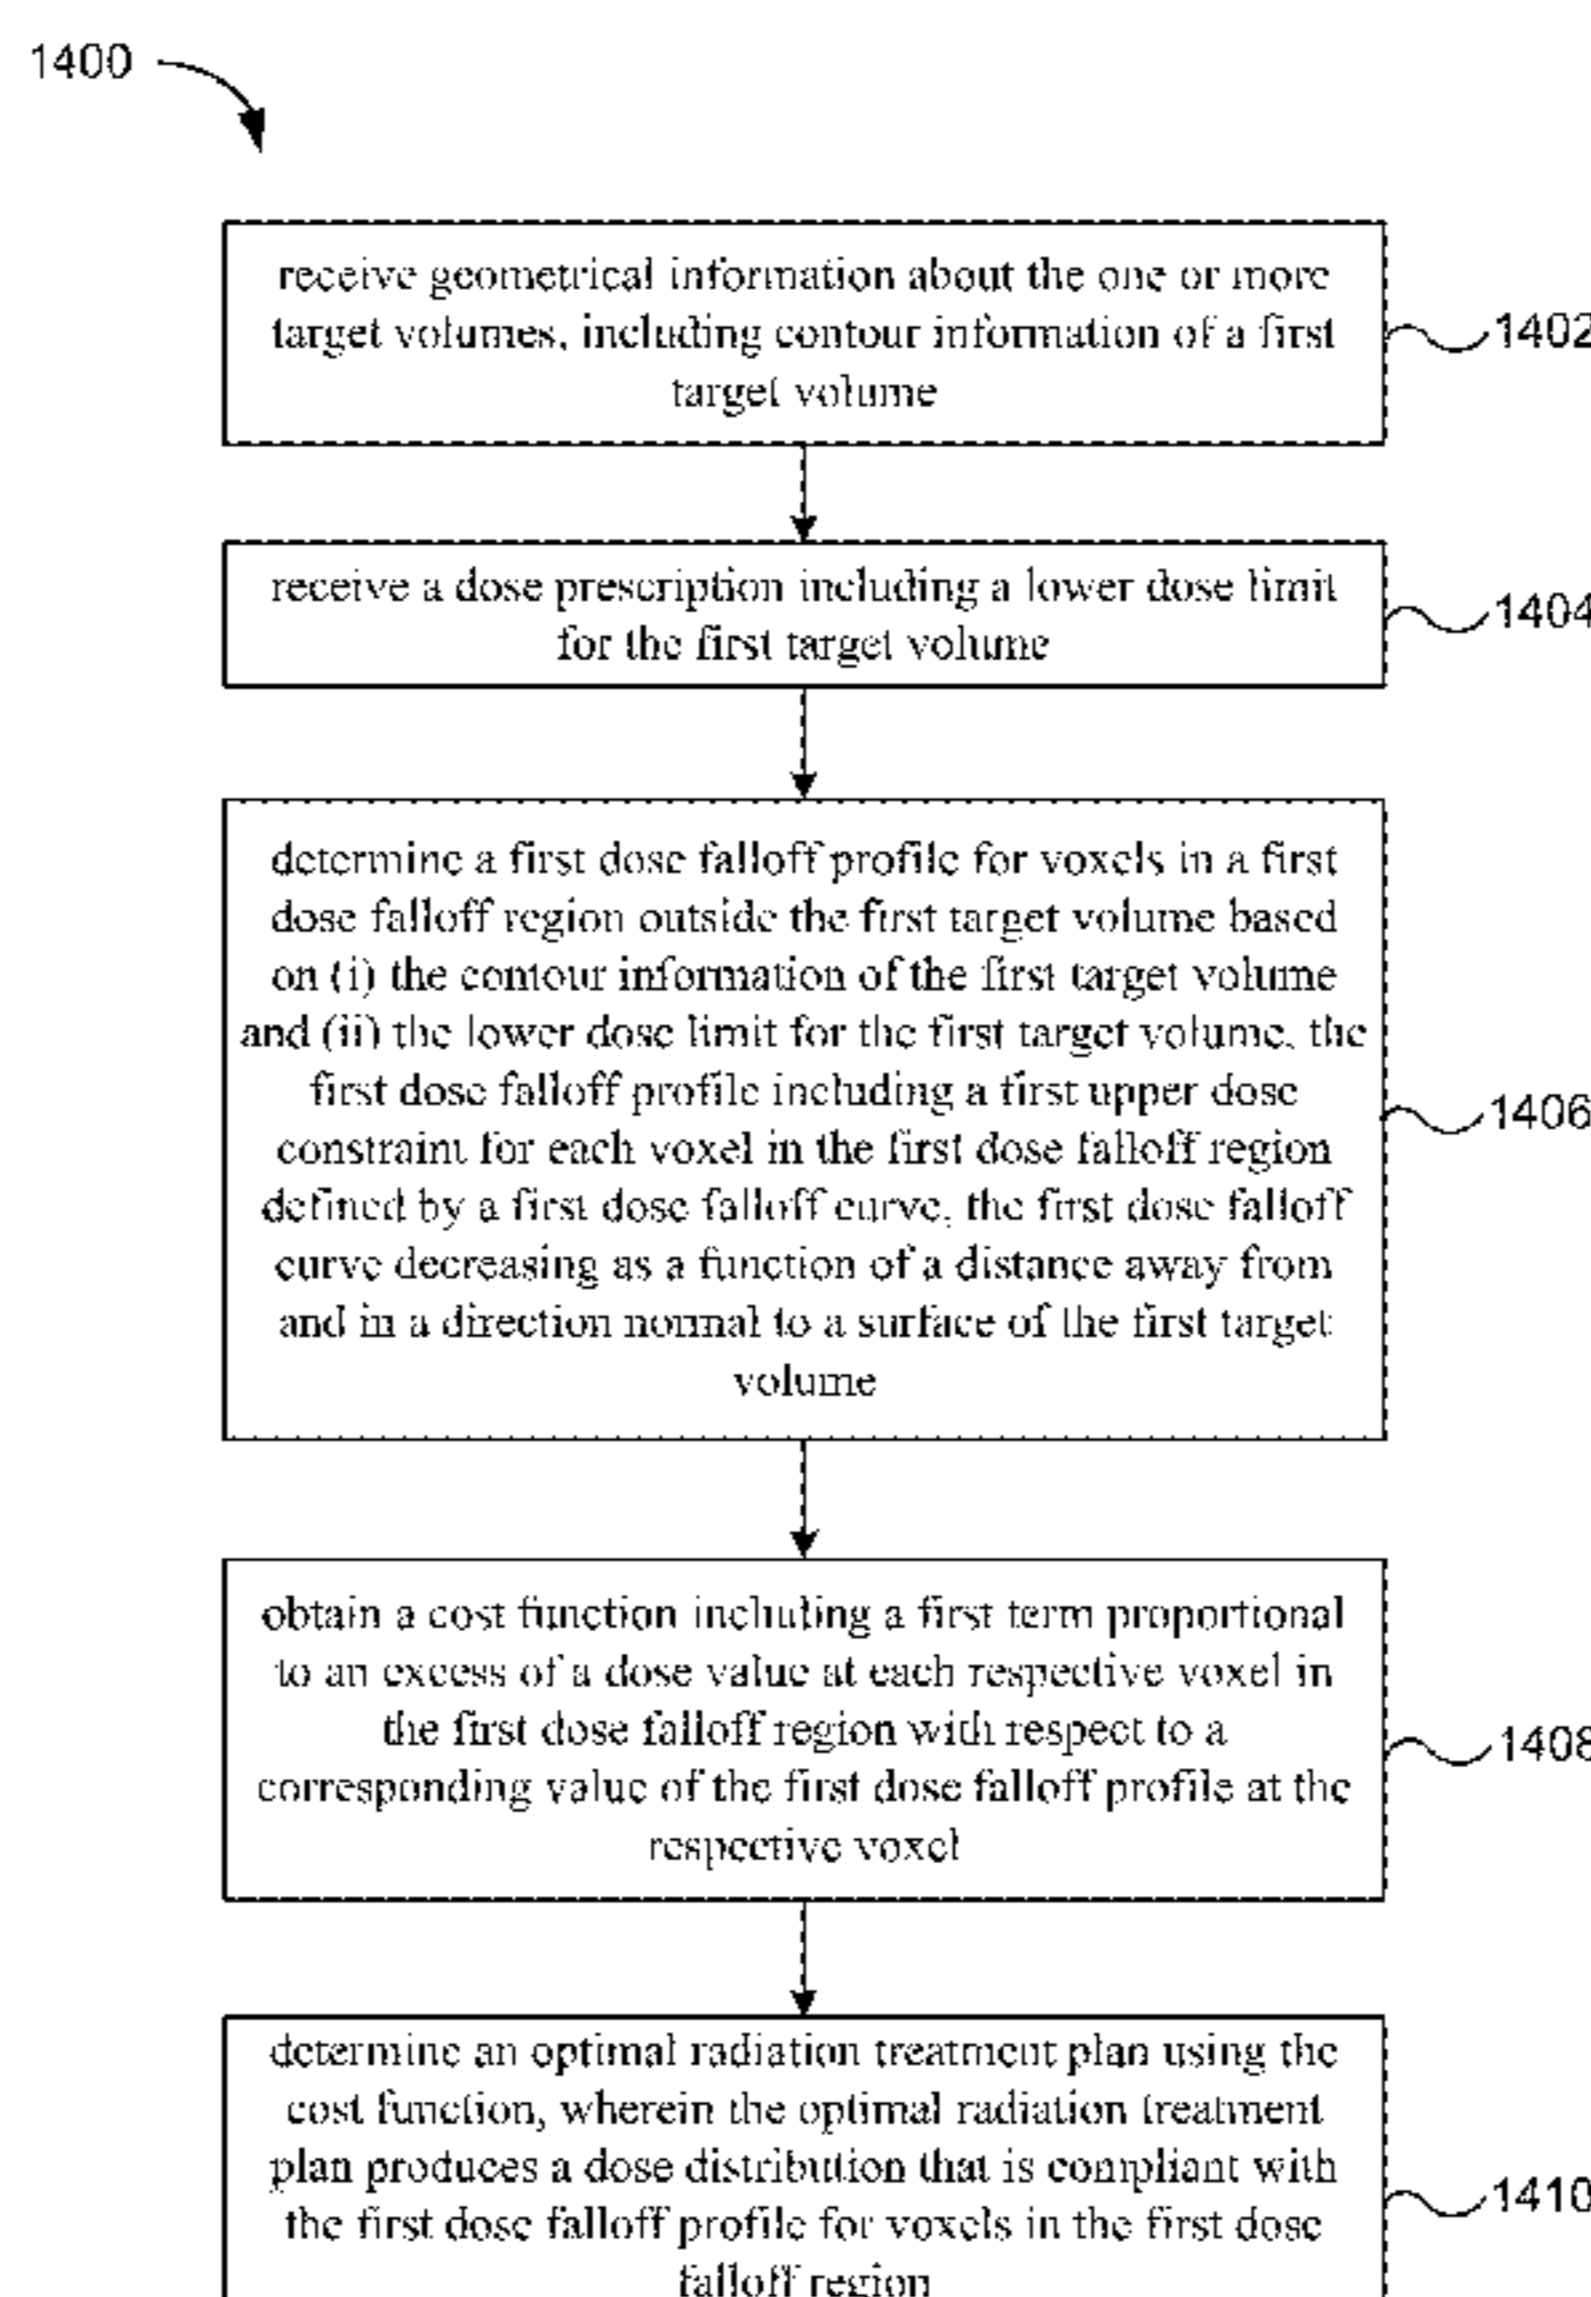 1400
receive geometrical information about the one or more
target volumes, including contour information of a first
target volume
1402
receive a dose prescription including a lower dose limit
for the first target volume
1404
determine a first dose falloff profile for voxels in a first
dose falloff region outside the first target volume based
on (i) the contour information of the first target volume
and (ii) the lower dose limit for the first target volume, the
first dose falloff profile including a first upper dose
constraint for each voxel in the first dose falloff region
defined by a first dose falloff curve, the first dose falloff
curve decreasing as a function of a distance away from
and in a direction normal to a surface of the first target
volume
1406
obtain a cost function including a first term proportional
to an excess of a dose value at each respective voxel in
the first dose falloff region with respect to a
corresponding value of the first dose falloff profile at the
respective voxel
1408
determine an optimal radiation treatment plan using the
cost function, wherein the optimal radiation treatment
plan produces a dose distribution that is compliant with
the first dose falloff profile for voxels in the first dose
falloff region
1410